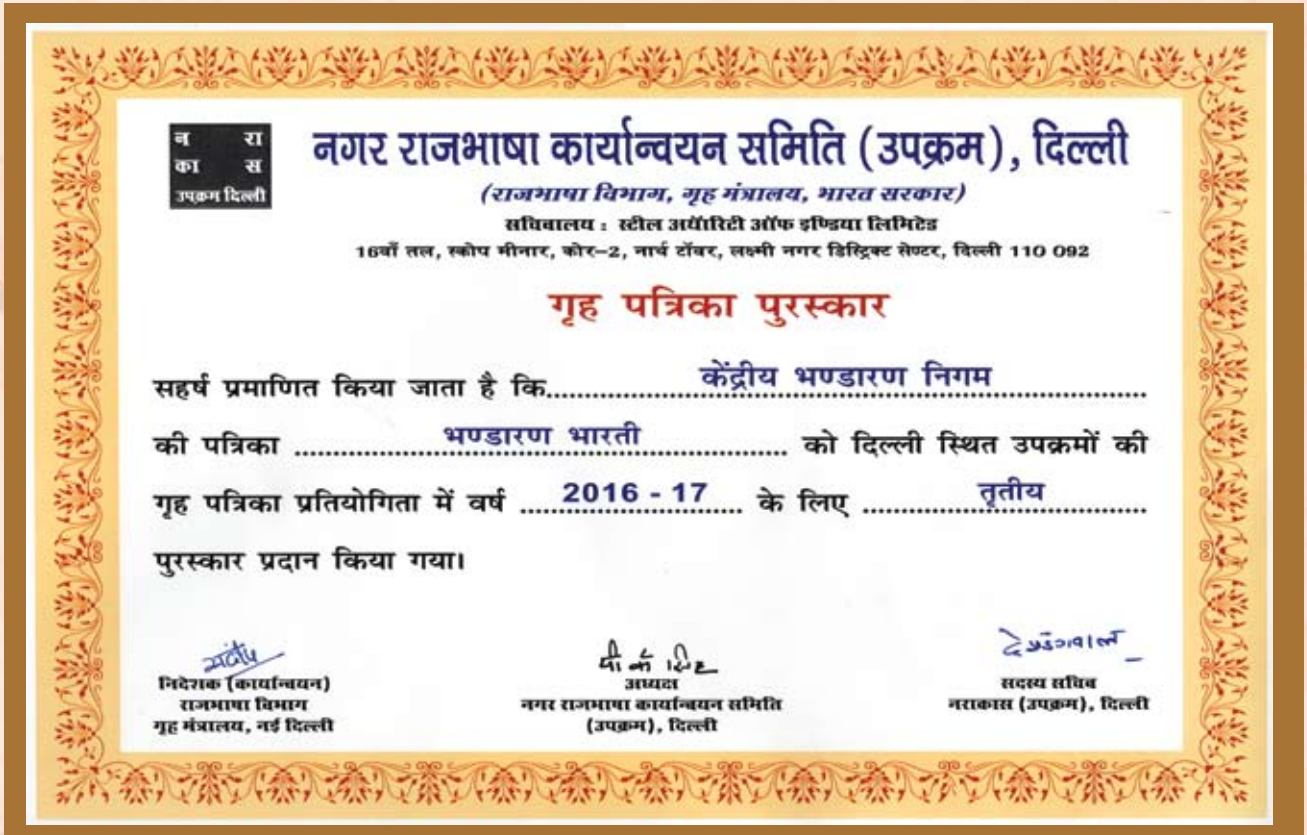 न रा
का स
उपक्रम दिल्ली
नगर राजभाषा कार्यान्वयन समिति (उपक्रम), दिल्ली
(राजभाषा विभाग, गृह मंत्रालय, भारत सरकार)
सचिवालय : स्टील अथॅारिटी ऑफ इण्डिया लिमिटेड
16वाँ तल, स्कोप मीनार, कोर–2, नार्थ टॉवर, लक्ष्मी नगर डिस्ट्रिक्ट सेण्टर, दिल्ली 110 092
गृह पत्रिका पुरस्कार
सहर्ष प्रमाणित किया जाता है कि केंद्रीय भण्डारण निगम
की पत्रिका भण्डारण भारती को दिल्ली स्थित उपक्रमों की
गृह पत्रिका प्रतियोगिता में वर्ष 2016 - 17 के लिए तृतीय
पुरस्कार प्रदान किया गया।
पी के सिंह
निदेशक (कार्यान्वयन) अध्यक्ष सदस्य सचिव
राजभाषा विभाग नगर राजभाषा कार्यान्वयन समिति नराकास (उपक्रम), दिल्ली
गृह मंत्रालय, नई दिल्ली (उपक्रम), दिल्ली